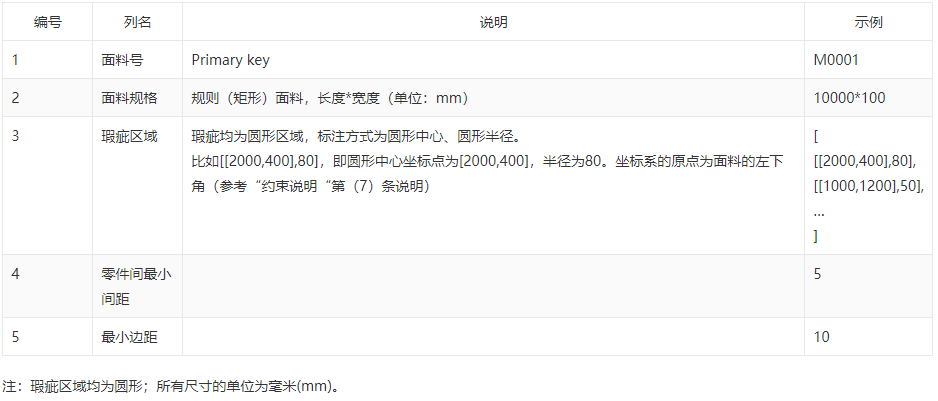 编号 列名 说明 示例
1 面料号 Primary key M0001
2 面料规格 规则（矩形）面料，长度*宽度（单位：mm） 10000*100
3 瑕疵区域 瑕疵均为圆形区域，标注方式为圆形中心、圆形半径。 [
比如[[2000,400],80]，即圆形中心坐标点为[2000,400]，半径为80。坐标系的原点为面料的左下 [[2000,400],80],
角（参考“约束说明“第（7）条说明） [[1000,1200],50],
...
]
4 零件间最小 5
间距
5 最小边距 10
注：瑕疵区域均为圆形；所有尺寸的单位为毫米(mm)。